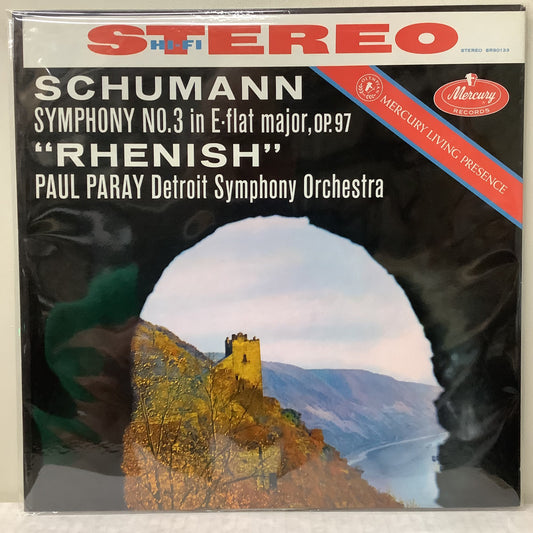 STEREO
HI-FI
STEREO SR90133
SCHUMANN
SYMPHONY NO.3 in E-flat major, OP.97
"RHENISH"
PAUL PARAY Detroit Symphony Orchestra
MERCURY LIVING PRESENCE
Mercury
RECORDS